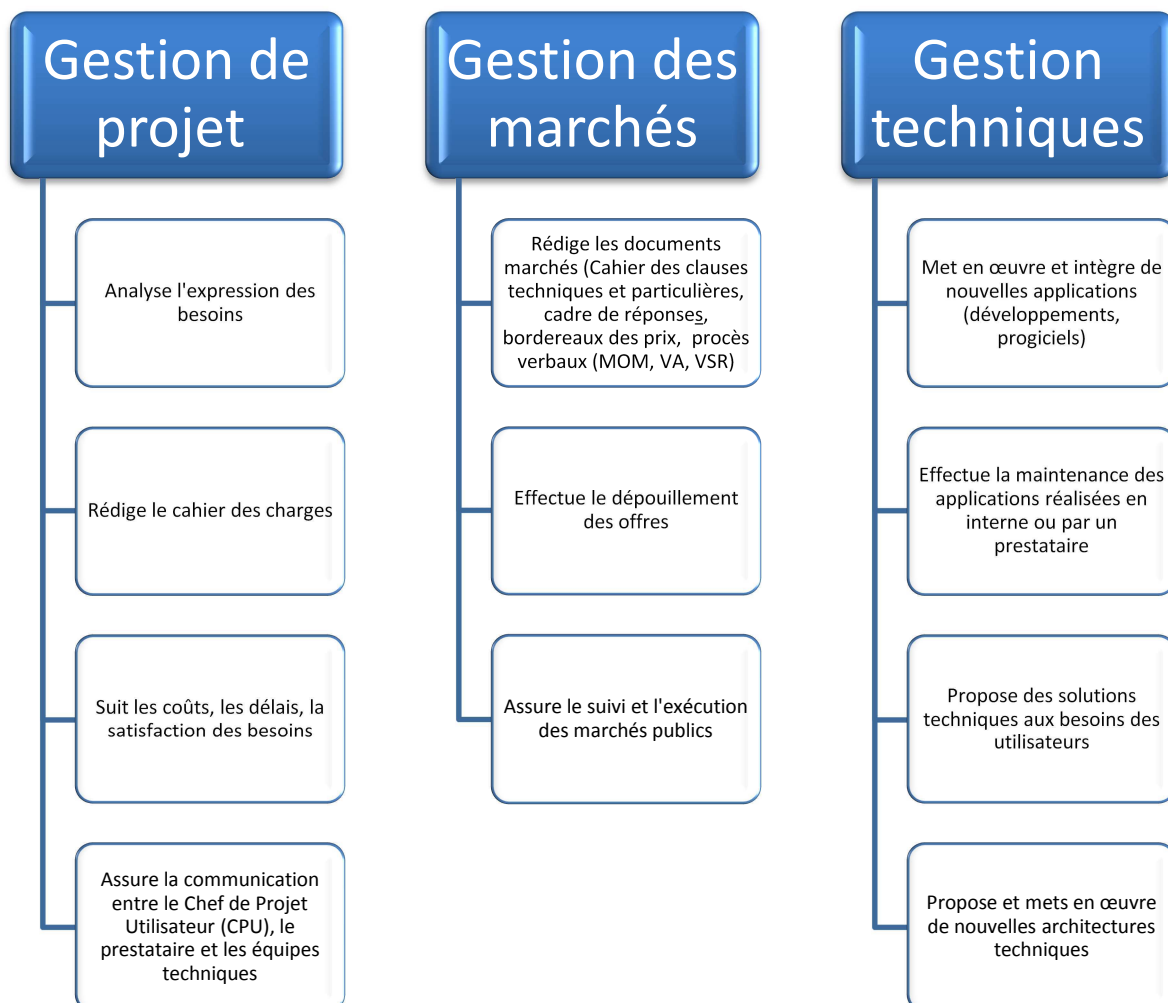 Gestion de
projet
Analyse l'expression des
besoins
Rédige le cahier des charges
Suit les coûts, les délais, la
satisfaction des besoins
Assure la communication
entre le Chef de Projet
Utilisateur (CPU), le
prestataire et les équipes
techniques
Gestion des
marchés
Rédige les documents
marchés (Cahier des clauses
techniques et particulières,
cadre de réponses,
bordereaux des prix,  procès
verbaux (MOM, VA, VSR)
Effectue le dépouillement
des offres
Assure le suivi et l'exécution
des marchés publics
Gestion
techniques
Met en œuvre et intègre de
nouvelles applications
(développements,
progiciels)
Effectue la maintenance des
applications réalisées en
interne ou par un
prestataire
Propose des solutions
techniques aux besoins des
utilisateurs
Propose et mets en œuvre
de nouvelles architectures
techniques